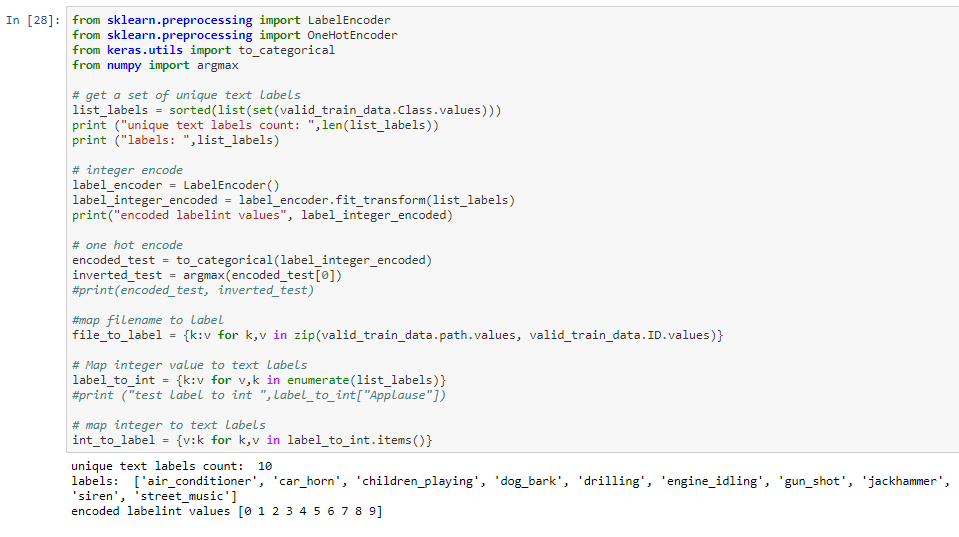 In [28]: from sklearn.preprocessing import LabelEncoder
from sklearn.preprocessing import OneHotEncoder
from keras.utils import to_categorical
from numpy import argmax
# get a set of unique text labels
list_labels = sorted(list(set(valid_train_data.Class.values)))
print ("unique text labels count: ",len(list_labels))
print ("labels: ",list_labels)
# integer encode
label_encoder = LabelEncoder()
label_integer_encoded = label_encoder.fit_transform(list_labels)
print("encoded labelint values", label_integer_encoded)
# one hot encode
encoded_test = to_categorical(label_integer_encoded)
inverted_test = argmax(encoded_test[0])
#print(encoded_test, inverted_test)
#map filename to label
file_to_label = {k:v for k,v in zip(valid_train_data.path.values, valid_train_data.ID.values)}
# Map integer value to text labels
label_to_int = {k:v for v,k in enumerate(list_labels)}
#print ("test label to int ",label_to_int["Applause"])
# map integer to text labels
int_to_label = {v:k for k,v in label_to_int.items()}
unique text labels count:  10
labels:  ['air_conditioner', 'car_horn', 'children_playing', 'dog_bark', 'drilling', 'engine_idling', 'gun_shot', 'jackhammer',
'siren', 'street_music']
encoded labelint values [0 1 2 3 4 5 6 7 8 9]